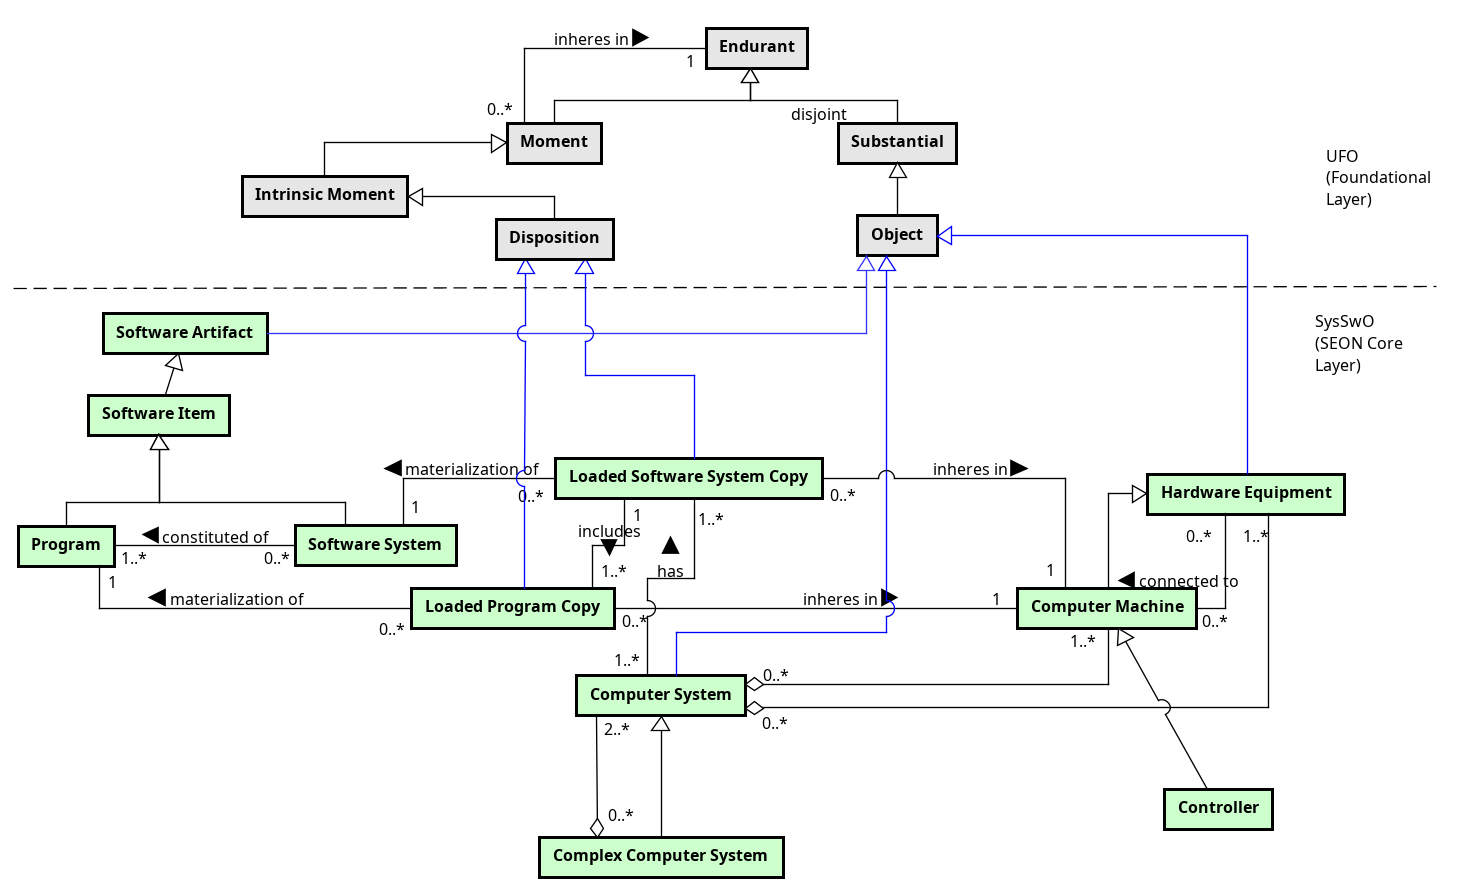 inheres in
Endurant
1
0..*
disjoint
Moment
Substantial
UFO
(Foundational
Layer)
Intrinsic Moment
Disposition
Object
SysSwO
(SEON Core
Layer)
Software Artifact
Software Item
materialization of
Loaded Software System Copy
inheres in
Hardware Equipment
0..*
0..*
1
1
1..*
includes
Program
constituted of
Software System
0..*
1..*
1..*
0..*
has
1..*
1
1
connected to
materialization of
Loaded Program Copy
inheres in
1
Computer Machine
0..*
0..*
0..*
1..*
1..*
0..*
Computer System
0..*
2..*
0..*
Controller
Complex Computer System